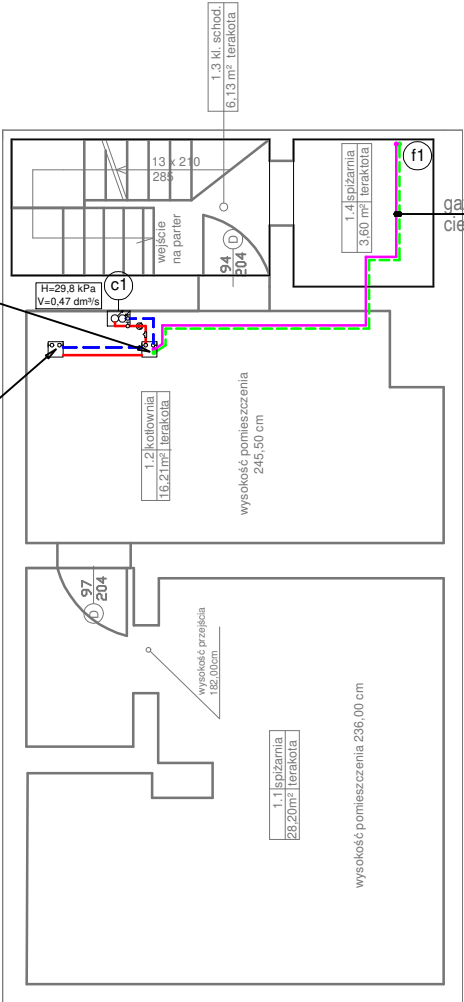 1.3 kl. schod.
6,13 m² terakota
13 x 210
285
wejście
na parter
D
94
204
1.4 spiżarnia
3,60 m² teraktota
f1
ga
cie
H=29,8 kPa
V=0,47 dm³/s
c1
1.2 kotłownia
16,21m² terakota
wysokość pomieszczenia
245,50 cm
97
204
D
wysokość przejścia
182,00cm
1.1 spiżarnia
28,20m² terakota
wysokość pomieszczenia 236,00 cm